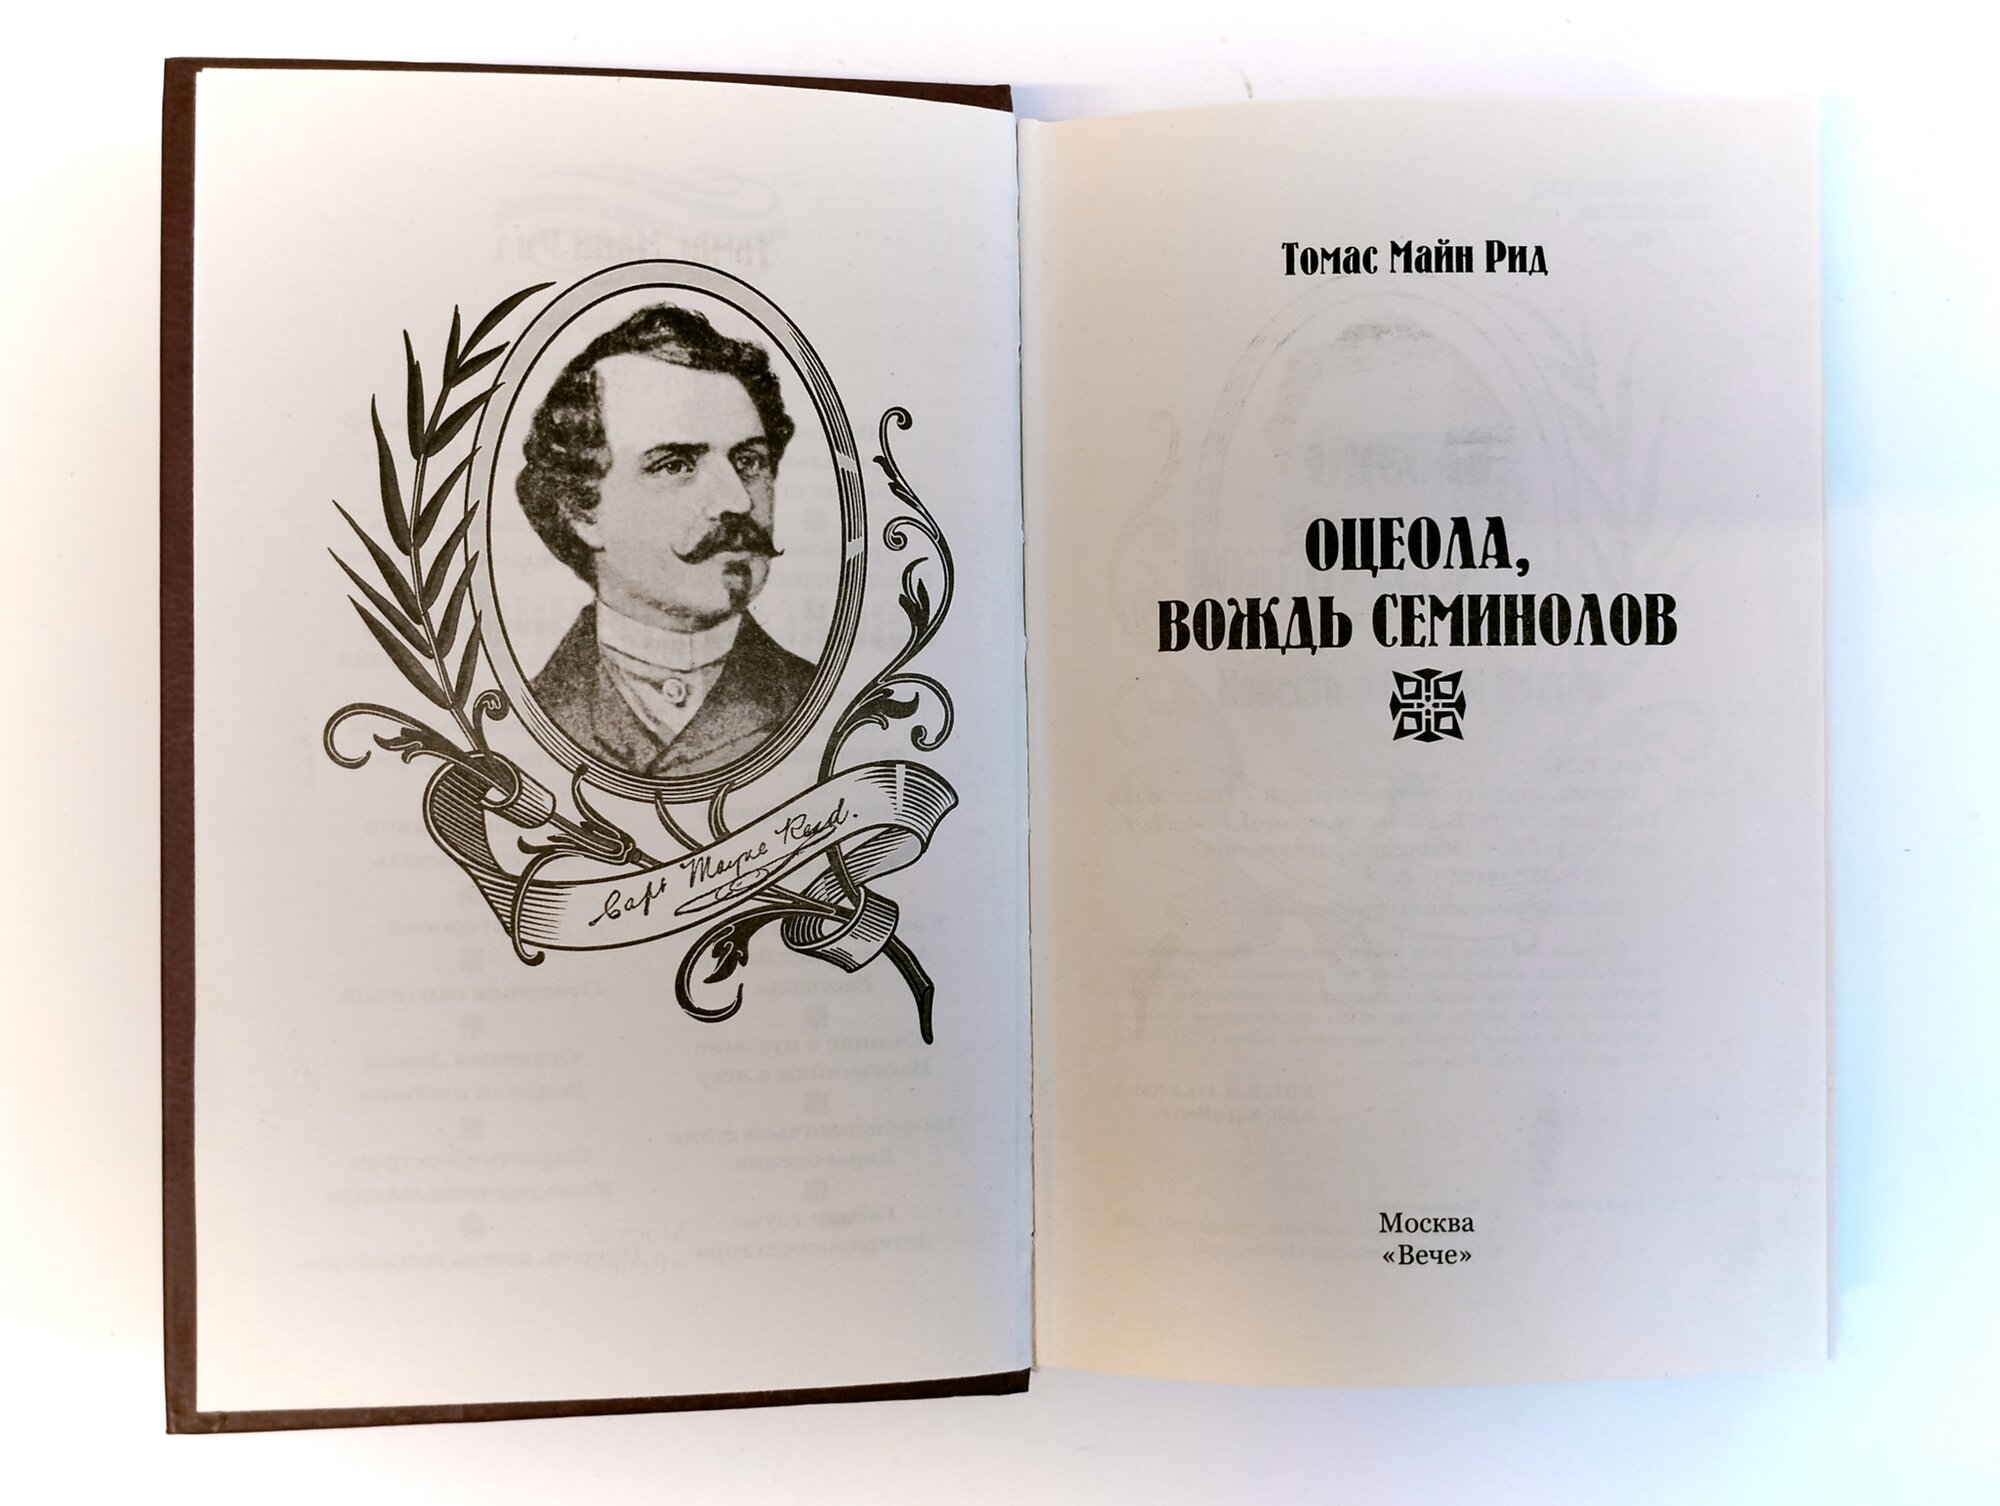 Capt Mayne Reid.
Томас Майн Рид
ОЦЕОЛА,
ВОЖДЬ СЕМИНОЛОВ
Москва
«Вече»